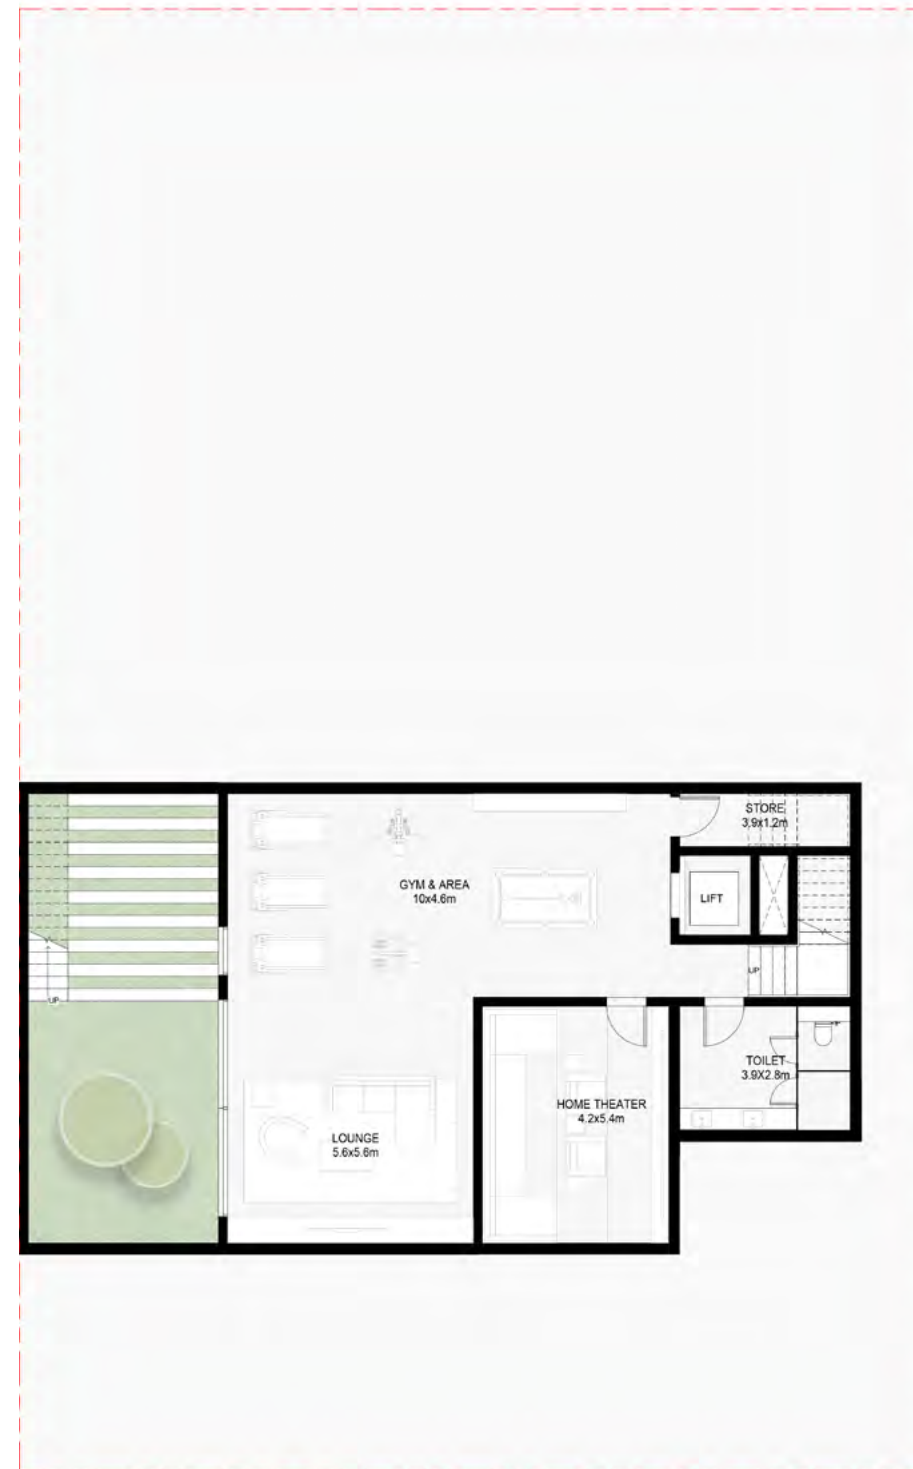 STORE
3.9x1.2m
GYM & AREA
10x4.6m
LIFT
UP
UP
TOILET
3.9X2.8m
HOME THEATER
4.2x5.4m
LOUNGE
5.6x5.6m